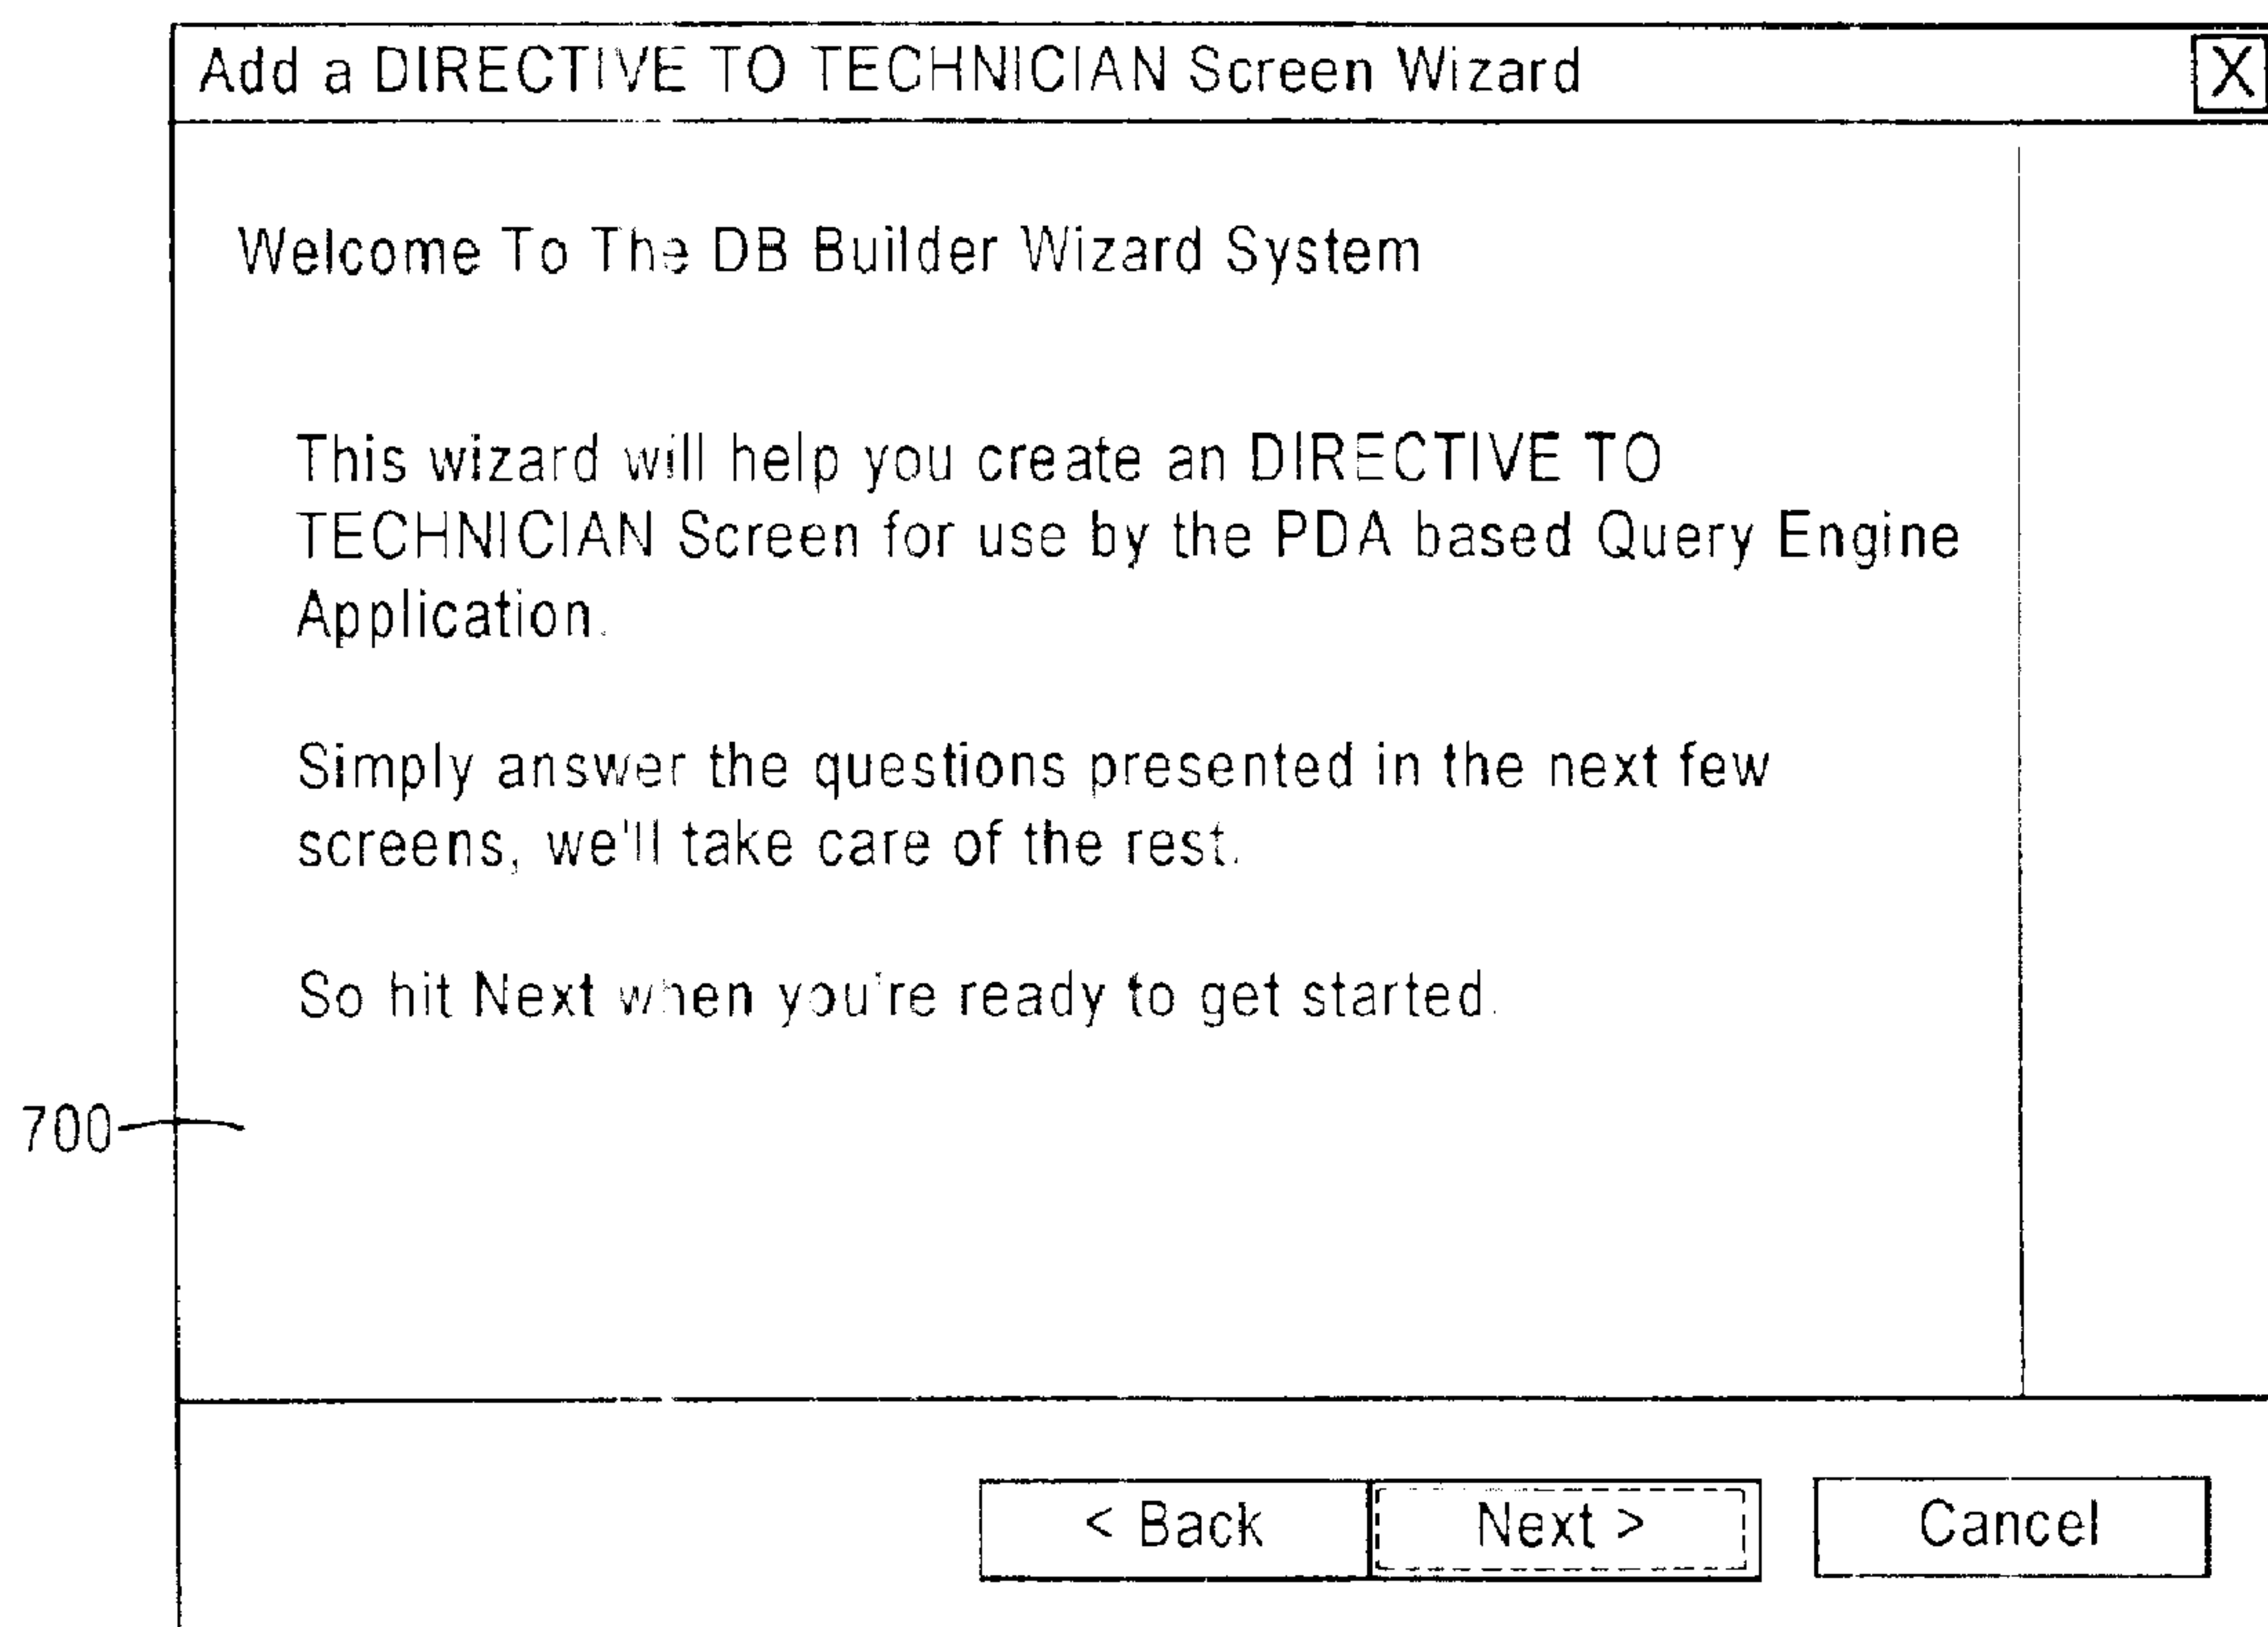 Add a DIRECTIVE TO TECHNICIAN Screen Wizard X
Welcome To The DB Builder Wizard System
This wizard will help you create an DIRECTIVE TO
TECHNICIAN Screen for use by the PDA based Query Engine
Application.
Simply answer the questions presented in the next few
screens, we'll take care of the rest.
So hit Next when you're ready to get started.
700
< Back Next > Cancel